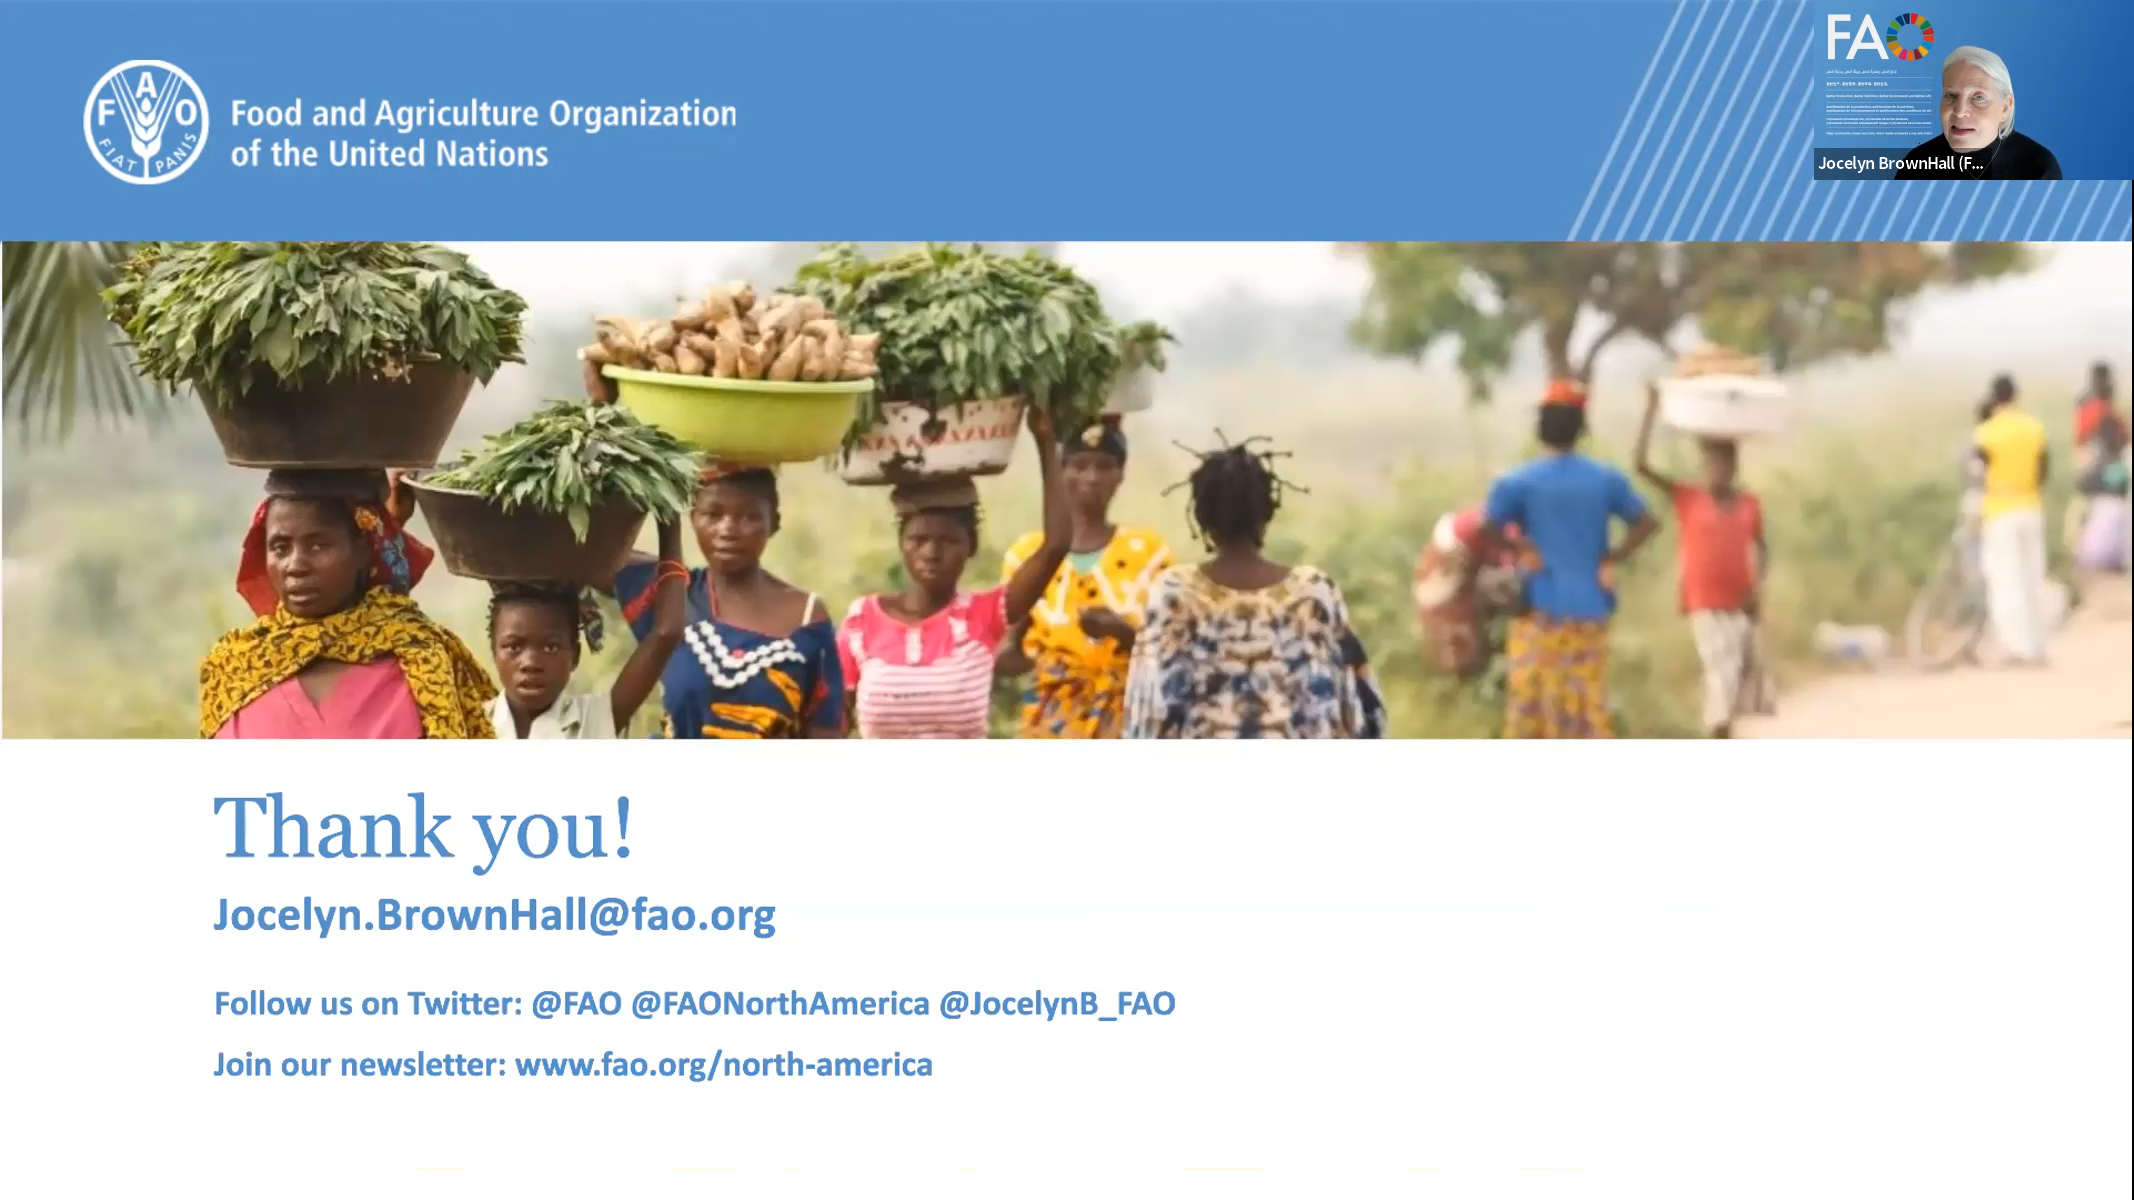 FAO
FIAT PANIS
Food and Agriculture Organization
of the United Nations
FAO
Jocelyn BrownHall (F...
Thank you!
Jocelyn.BrownHall@fao.org
Follow us on Twitter: @FAO @FAONorthAmerica @JocelynB_FAO
Join our newsletter: www.fao.org/north-america